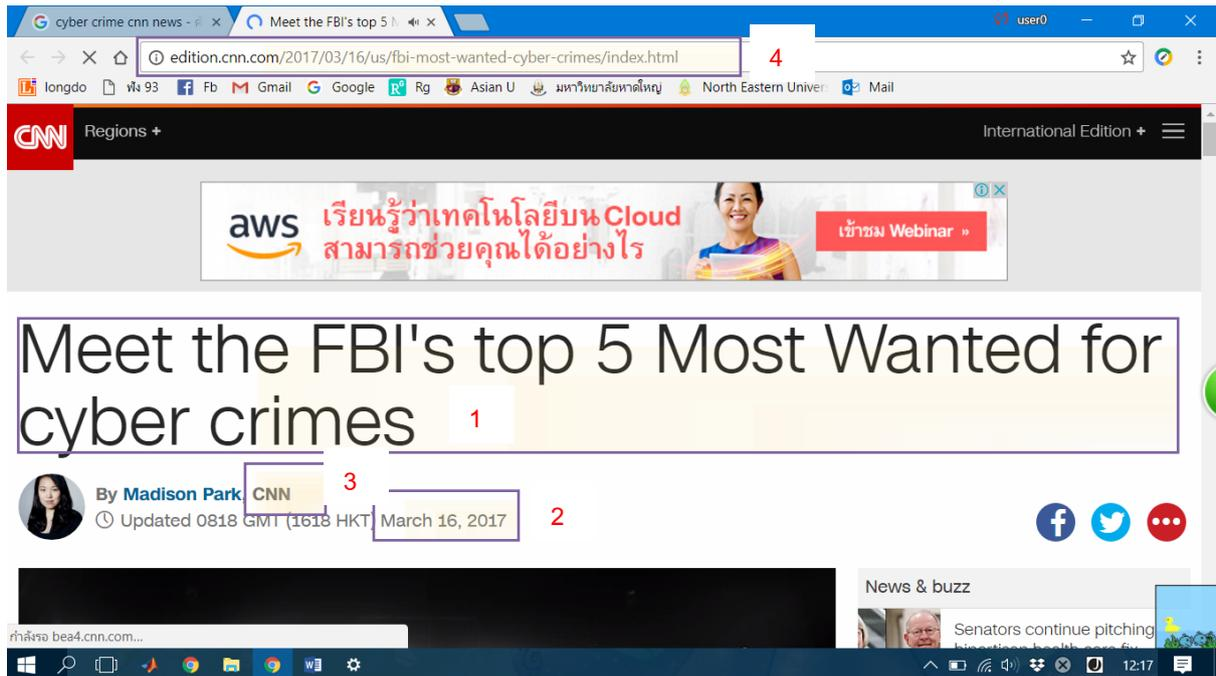 cyber crime cnn news -
Meet the FBI's top 5
user0
edition.cnn.com/2017/03/16/us/fbi-most-wanted-cyber-crimes/index.html
4
longdo ฟัง 93 Fb Gmail Google Rg Asian U มหาวิทยาลัยหาดใหญ่ North Eastern Univer Mail
CNN Regions + International Edition +
aws เรียนรู้ว่าเทคโนโลยีบน Cloud
สามารถช่วยคุณได้อย่างไร
เข้าชม Webinar »
Meet the FBI's top 5 Most Wanted for
cyber crimes
1
By Madison Park, CNN
3
Updated 0818 GMT (1618 HKT) March 16, 2017
2
News & buzz
Senators continue pitching
กำลังรอ bea4.cnn.com...
12:17